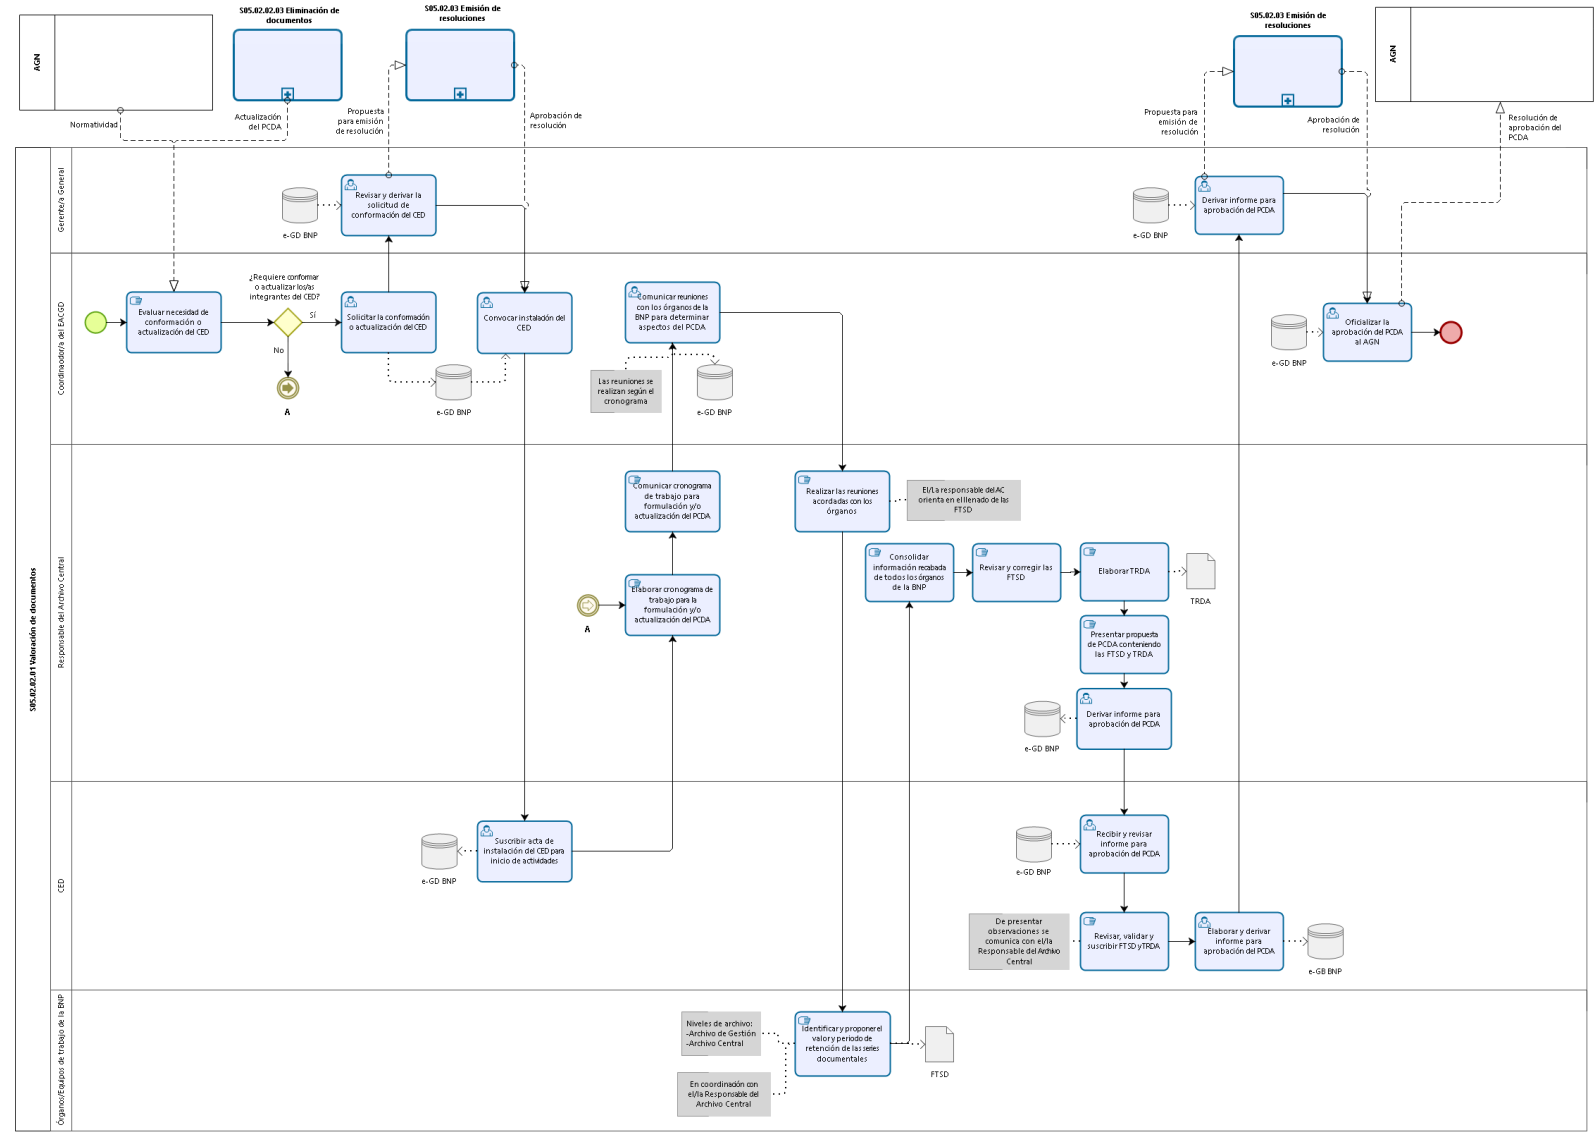 S05.02.02.03 Eliminación de
documentos
S05.02.03 Emisión de
resoluciones
S05.02.03 Emisión de
resoluciones
AGN
AGN
Normatividad
Actualización
del PCDA
Propuesta
para emisión
de resolución
Aprobación de
resolución
Propuesta para
emisión de
resolución
Aprobación de
resolución
Resolución de
aprobación del
PCDA
S05.02.02.01 Valoración de documentos
Gerente/a General
e-GD BNP
Revisar y derivar la
solicitud de
conformación del CED
e-GD BNP
Derivar informe para
aprobación del PCDA
Coordinaodor/a del EACGD
Evaluar necesidad de
conformación o
actualización del CED
¿Requiere conformar
o actualizar los/as
integrantes del CED?
Sí
No
A
Solicitar la conformación
o actualización del CED
e-GD BNP
Convocar instalación del
CED
Comunicar reuniones
con los órganos de la
BNP para determinar
aspectos del PCDA
Las reuniones se
realizan según el
cronograma
e-GD BNP
e-GD BNP
Oficializar la
aprobación del PCDA
al AGN
Responsable del Archivo Central
Comunicar cronograma
de trabajo para
formulación y/o
actualización del PCDA
A
Elaborar cronograma de
trabajo para la
formulación y/o
actualización del PCDA
Realizar las reuniones
acordadas con los
órganos
El/La responsable del AC
orienta en el llenado de las
FTSD
Consolidar
información recabada
de todos los órganos
de la BNP
Revisar y corregir las
FTSD
Elaborar TRDA
TRDA
Presentar propuesta
de PCDA conteniendo
las FTSD y TRDA
Derivar informe para
aprobación del PCDA
e-GD BNP
CED
e-GD BNP
Suscribir acta de
instalación del CED para
inicio de actividades
e-GD BNP
Recibir y revisar
informe para
aprobación del PCDA
De presentar
observaciones se
comunica con el/la
Responsable del Archivo
Central
Revisar, validar y
suscribir FTSD y TRDA
Elaborar y derivar
informe para
aprobación del PCDA
e-GB BNP
Órganos/Equipos de trabajo de la BNP
Niveles de archivo:
-Archivo de Gestión
-Archivo Central
En coordinación con
el/la Responsable del
Archivo Central
Identificar y proponer el
valor y periodo de
retención de las series
documentales
FTSD